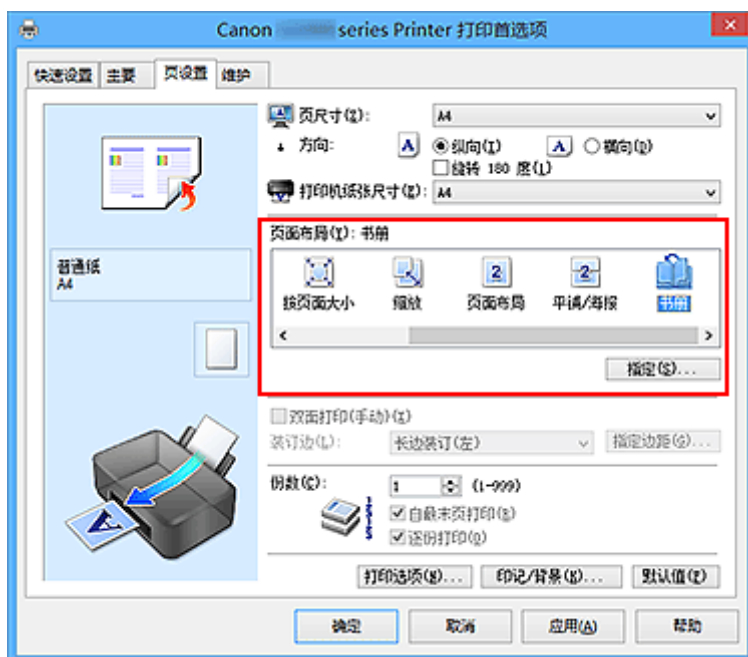 Canon series Printer 打印首选项
快速设置 主要 页设置 维护
页尺寸(Z): A4
方向: A 纵向(T) A 横向(D)
旋转 180 度(L)
打印机纸张尺寸(E): A4
页面布局(Y): 书册
普通纸
A4
按页面大小 缩放 页面布局 平铺/海报 书册
指定(S)...
双面打印(手动)(X)
装订边(L): 长边装订(左) 指定边距(G)...
份数(C): 1 (1-999)
自最末页打印(R)
逐份打印(O)
打印选项(N)... 印记/背景(K)... 默认值(F)
确定 取消 应用(A) 帮助